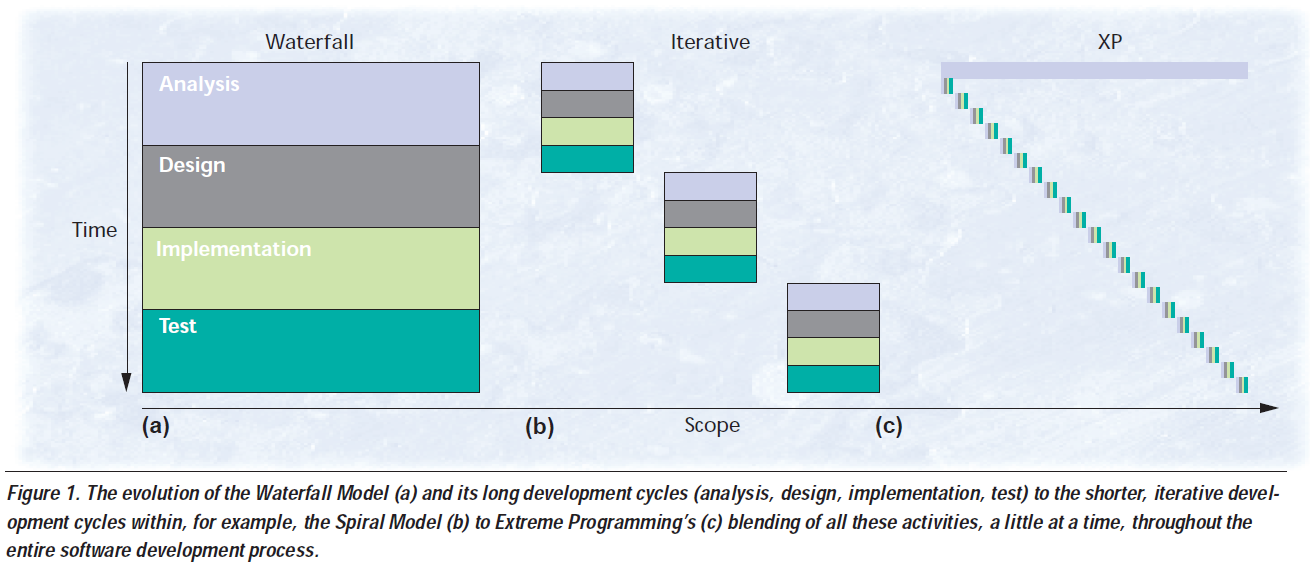 Waterfall
Iterative
XP
Analysis
Design
Time
Implementation
Test
(a)
(b)
Scope
(c)
Figure 1. The evolution of the Waterfall Model (a) and its long development cycles (analysis, design, implementation, test) to the shorter, iterative devel-
opment cycles within, for example, the Spiral Model (b) to Extreme Programming's (c) blending of all these activities, a little at a time, throughout the
entire software development process.